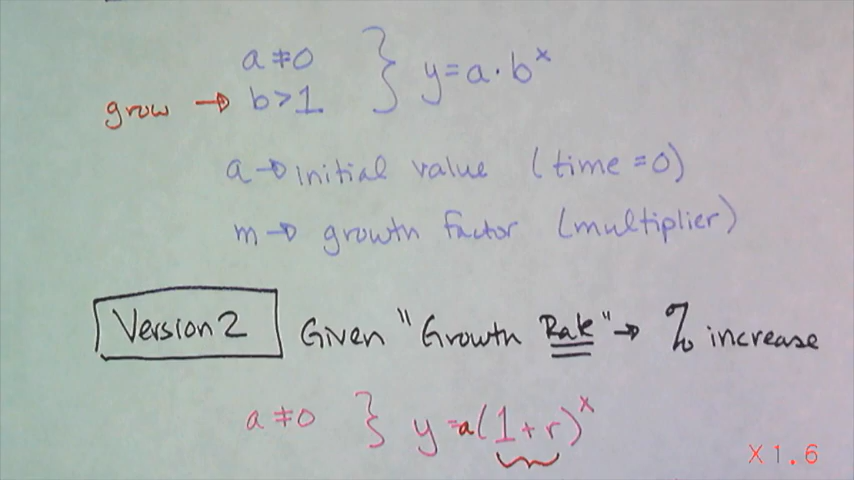 a ≠ 0 } y = a · b^x
grow → b > 1
a → initial value (time = 0)
m → growth factor (multiplier)
Version 2 Given "Growth Rate" → % increase
a ≠ 0 } y = a(1 + r)^x
X1.6